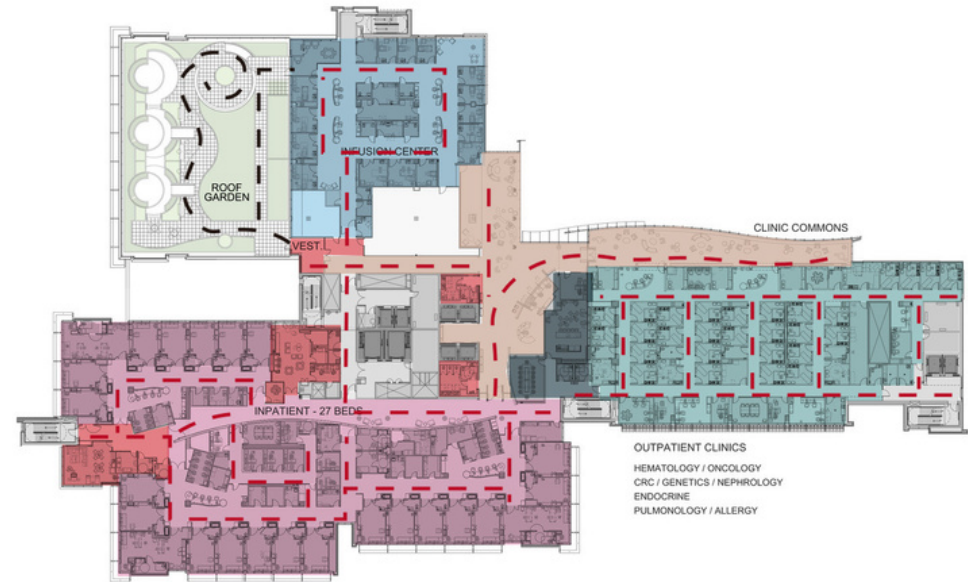 INFUSION CENTER
ROOF
GARDEN
VEST.
CLINIC COMMONS
INPATIENT - 27 BEDS
OUTPATIENT CLINICS
HEMATOLOGY / ONCOLOGY
CRC / GENETICS / NEPHROLOGY
ENDOCRINE
PULMONOLOGY / ALLERGY